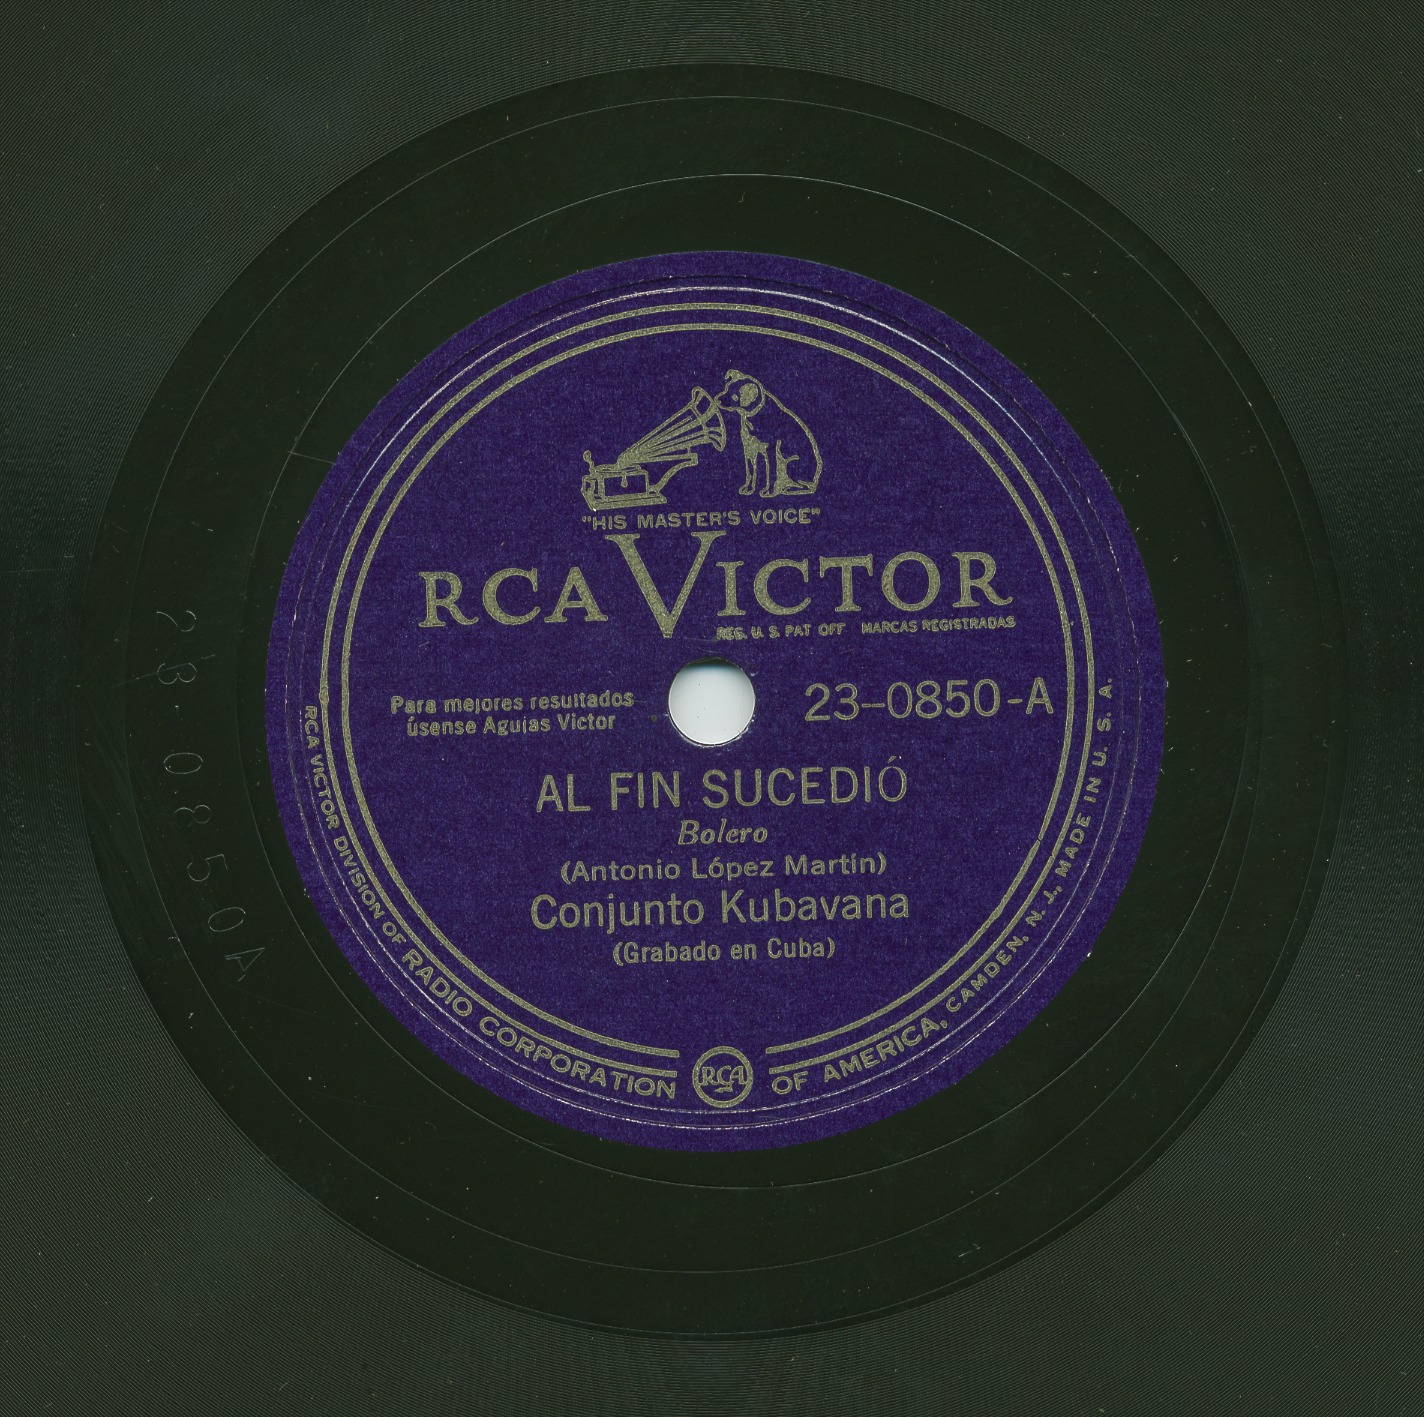 "HIS MASTER'S VOICE"
RCA VICTOR
REG. U. S. PAT OFF MARCAS REGISTRADAS
Para mejores resultados
úsense Agujas Victor
23-0850-A
AL FIN SUCEDIÓ
Bolero
(Antonio López Martín)
Conjunto Kubavana
(Grabado en Cuba)
RCA VICTOR DIVISION OF RADIO CORPORATION OF AMERICA, CAMDEN, N. J., MADE IN U. S. A.
RCA
23-0850A